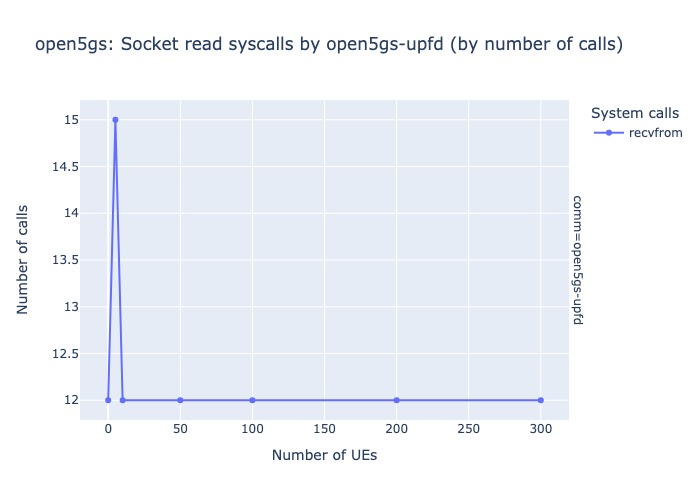 open5gs: Socket read syscalls by open5gs-upfd (by number of calls)
System calls
recvfrom
15
14.5
14
13.5
13
12.5
12
Number of calls
comm=open5gs-upfd
0
50
100
150
200
250
300
Number of UEs